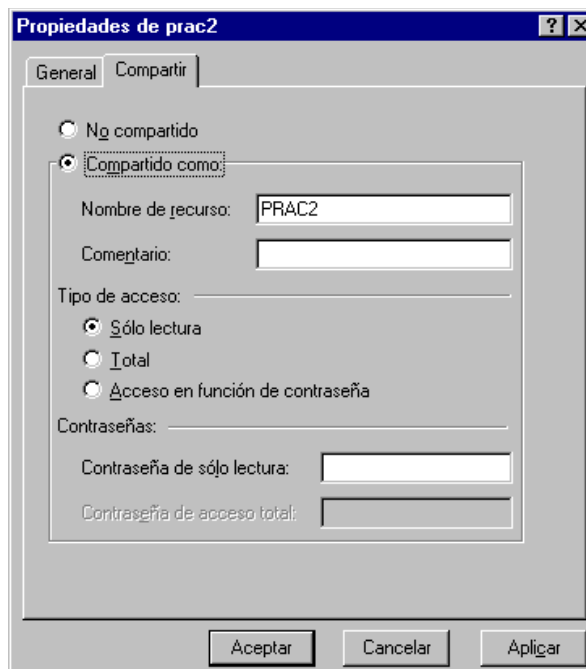 Propiedades de prac2
General Compartir
No compartido
Compartido como:
Nombre de recurso: PRAC2
Comentario:
Tipo de acceso:
Sólo lectura
Total
Acceso en función de contraseña
Contraseñas:
Contraseña de sólo lectura:
Contraseña de acceso total:
Aceptar Cancelar Aplicar